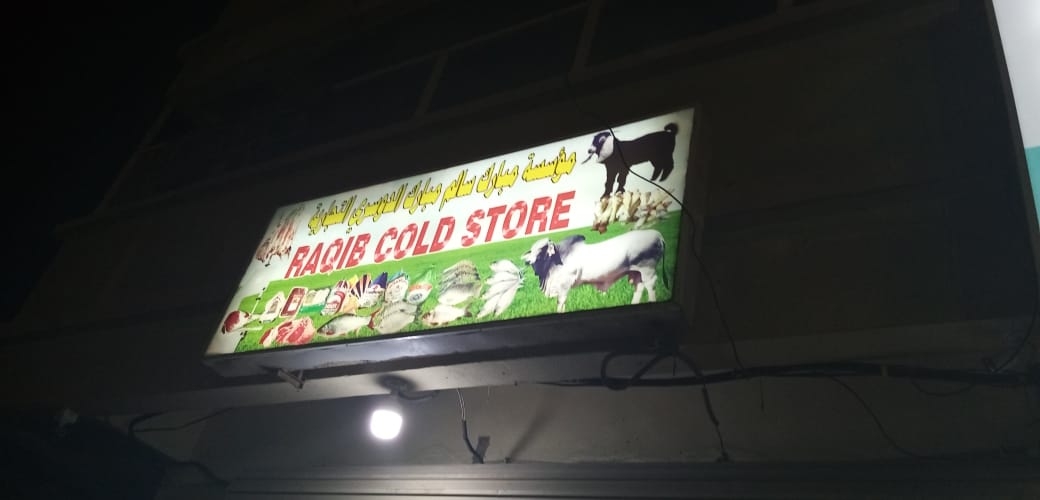 مؤسسة مبارك سالم مبارك الدوسري التجارية
RAQIB COLD STORE